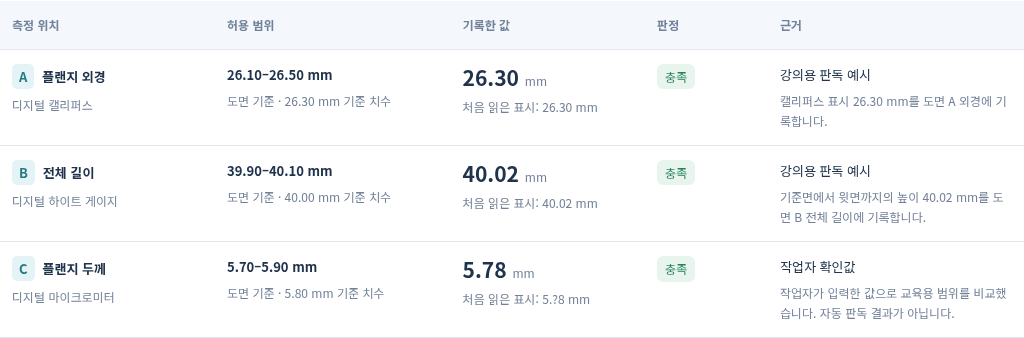 측정 위치 허용 범위 기록한 값 판정 근거
A 플랜지 외경 26.10–26.50 mm 26.30 mm 충족 강의용 판독 예시
디지털 캘리퍼스 도면 기준 · 26.30 mm 기준 치수 처음 읽은 표시: 26.30 mm 캘리퍼스 표시 26.30 mm를 도면 A 외경에 기
록합니다.
B 전체 길이 39.90–40.10 mm 40.02 mm 충족 강의용 판독 예시
디지털 하이트 게이지 도면 기준 · 40.00 mm 기준 치수 처음 읽은 표시: 40.02 mm 기준면에서 윗면까지의 높이 40.02 mm를 도
면 B 전체 길이에 기록합니다.
C 플랜지 두께 5.70–5.90 mm 5.78 mm 충족 작업자 확인값
디지털 마이크로미터 도면 기준 · 5.80 mm 기준 치수 처음 읽은 표시: 5.?8 mm 작업자가 입력한 값으로 교육용 범위를 비교했
습니다. 자동 판독 결과가 아닙니다.